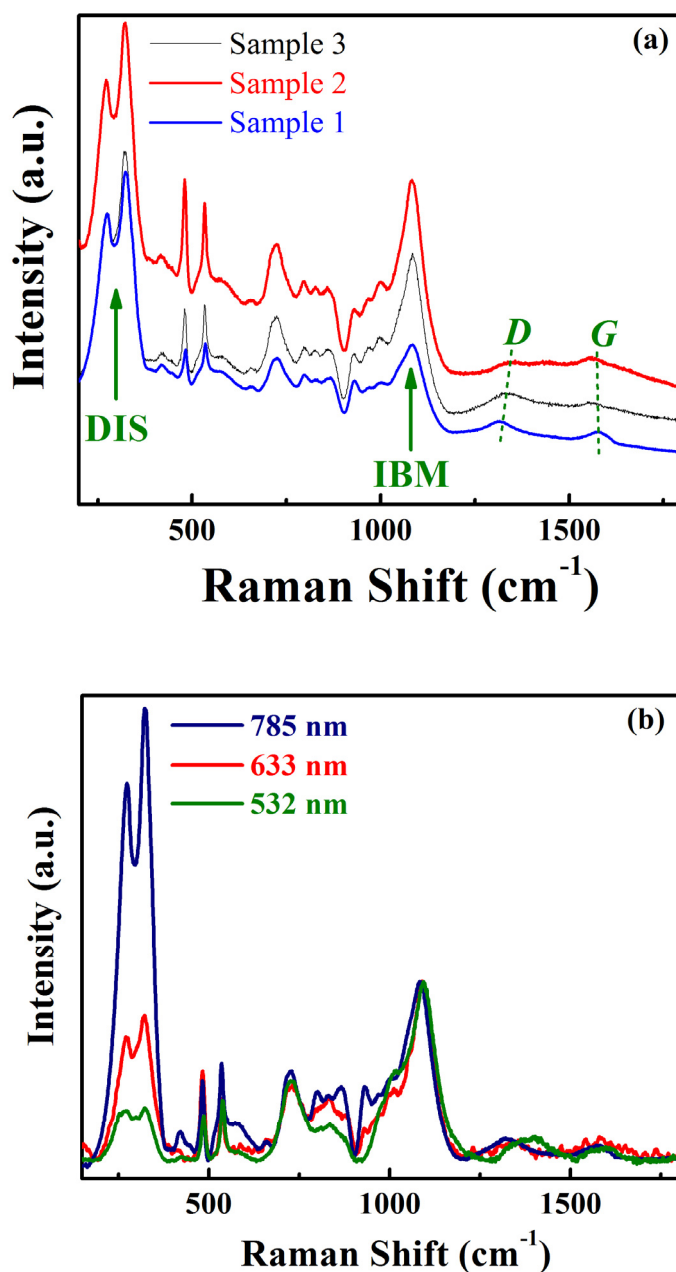 (a)
Sample 3
Sample 2
Sample 1
Intensity (a.u.)
D
G
DIS
IBM
500
1000
1500
Raman Shift (cm-1)
(b)
785 nm
633 nm
532 nm
Intensity (a.u.)
500
1000
1500
Raman Shift (cm-1)